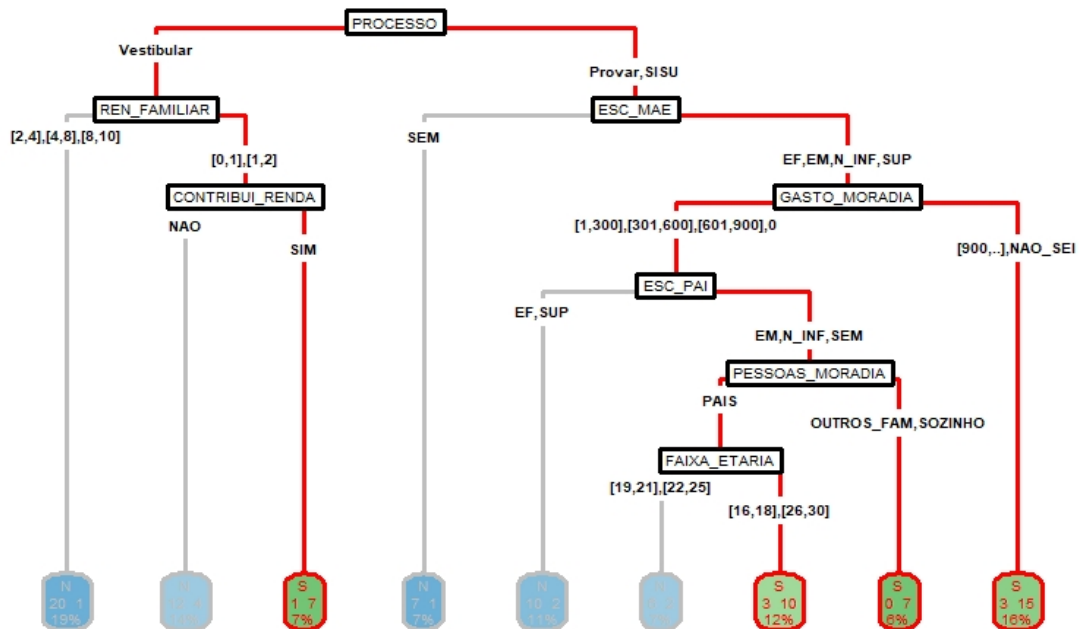 PROCESSO
Vestibular
Provar,SISU
REN_FAMILIAR
ESC_MAE
[2,4],[4,8],[8,10]
SEM
[0,1],[1,2]
EF,EM,N_INF,SUP
CONTRIBUI_RENDA
GASTO_MORADIA
NAO
[1,300],[301,600],[601,900],0
SIM
[900,..],NAO_SEI
ESC_PAI
EF,SUP
EM,N_INF,SEM
PESSOAS_MORADIA
PAIS
OUTROS_FAM,SOZINHO
FAIXA_ETARIA
[19,21],[22,25]
[16,18],[26,30]
N
20 1
19%
N
S
1 7
7%
N
7 1
7%
N
10 2
11%
N
S
3 10
12%
S
0 7
6%
S
3 15
16%